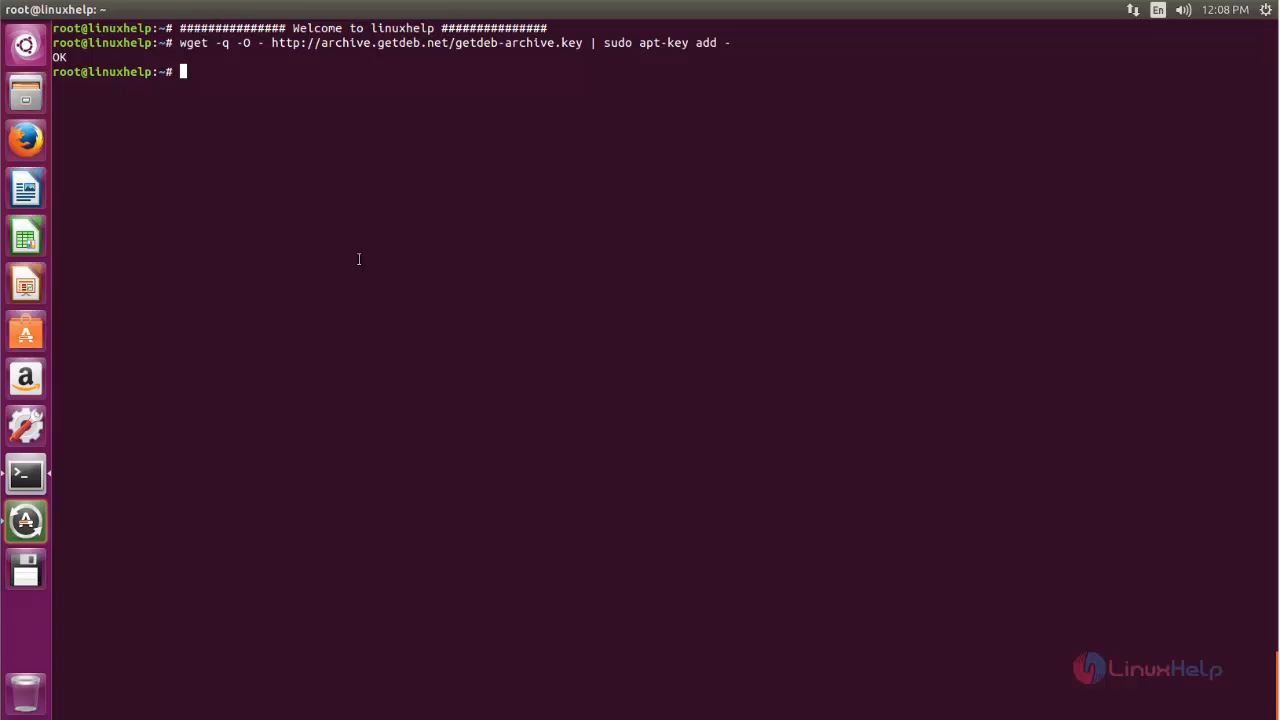 root@linuxhelp: ~
En
12:08 PM
root@linuxhelp:~# ############### Welcome to linuxhelp ###############
root@linuxhelp:~# wget -q -O - http://archive.getdeb.net/getdeb-archive.key | sudo apt-key add -
OK
root@linuxhelp:~#
LinuxHelp